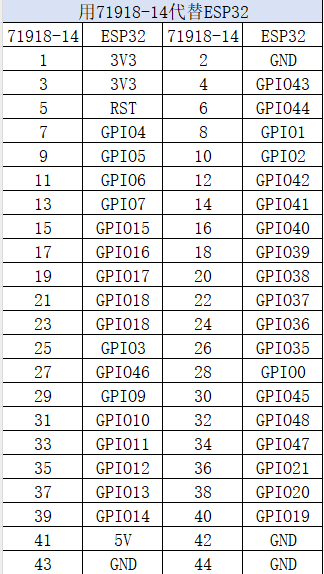 用71918-14代替ESP32
71918-14 ESP32 71918-14 ESP32
1 3V3 2 GND
3 3V3 4 GPIO43
5 RST 6 GPIO44
7 GPIO4 8 GPIO1
9 GPIO5 10 GPIO2
11 GPIO6 12 GPIO42
13 GPIO7 14 GPIO41
15 GPIO15 16 GPIO40
17 GPIO16 18 GPIO39
19 GPIO17 20 GPIO38
21 GPIO18 22 GPIO37
23 GPIO18 24 GPIO36
25 GPIO3 26 GPIO35
27 GPIO46 28 GPIO0
29 GPIO9 30 GPIO45
31 GPIO10 32 GPIO48
33 GPIO11 34 GPIO47
35 GPIO12 36 GPIO21
37 GPIO13 38 GPIO20
39 GPIO14 40 GPIO19
41 5V 42 GND
43 GND 44 GND